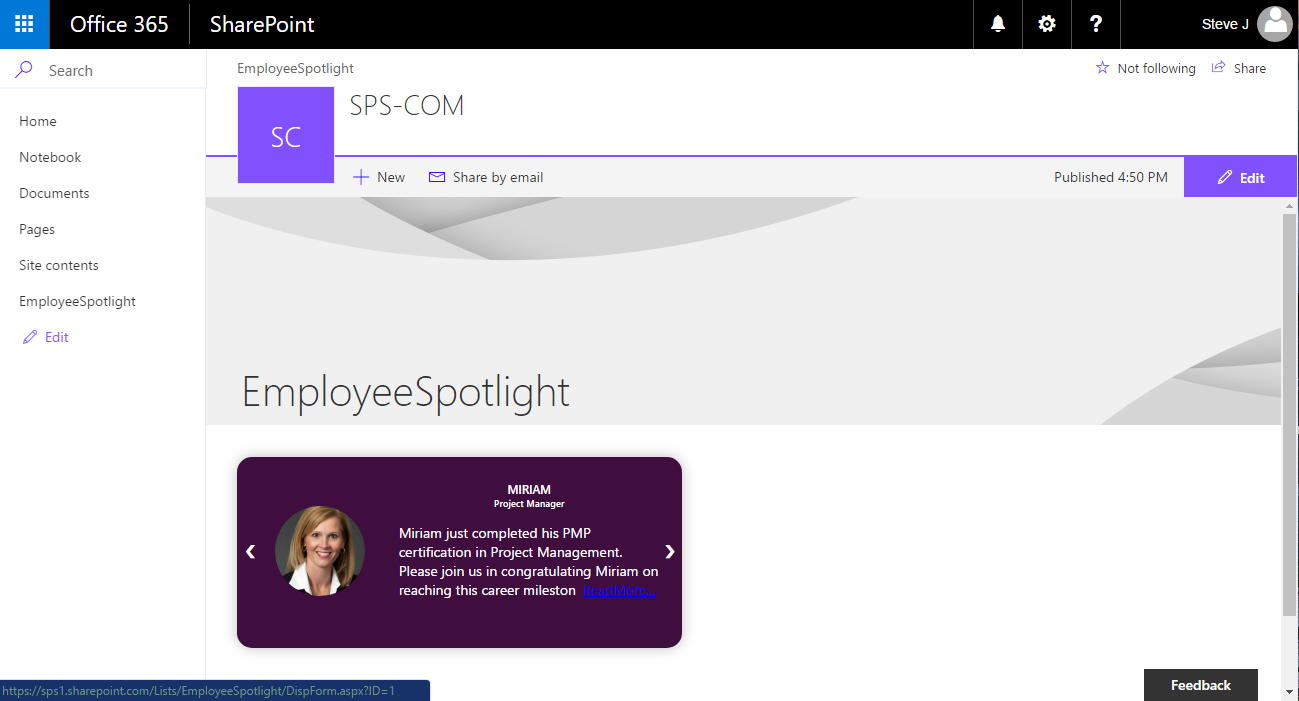 Office 365 SharePoint Steve J
Search
EmployeeSpotlight
Not following Share
SC
SPS-COM
New Share by email Published 4:50 PM Edit
Home
Notebook
Documents
Pages
Site contents
EmployeeSpotlight
Edit
EmployeeSpotlight
MIRIAM
Project Manager
Miriam just completed his PMP
certification in Project Management.
Please join us in congratulating Miriam on
reaching this career mileston ReadMore...
https://sps1.sharepoint.com/Lists/EmployeeSpotlight/DispForm.aspx?ID=1
Feedback